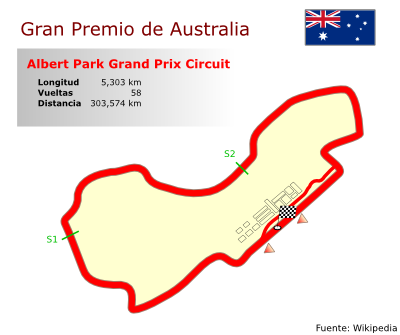 Gran Premio de Australia
Albert Park Grand Prix Circuit
Longitud 5,303 km
Vueltas 58
Distancia 303,574 km
S2
S1
Fuente: Wikipedia